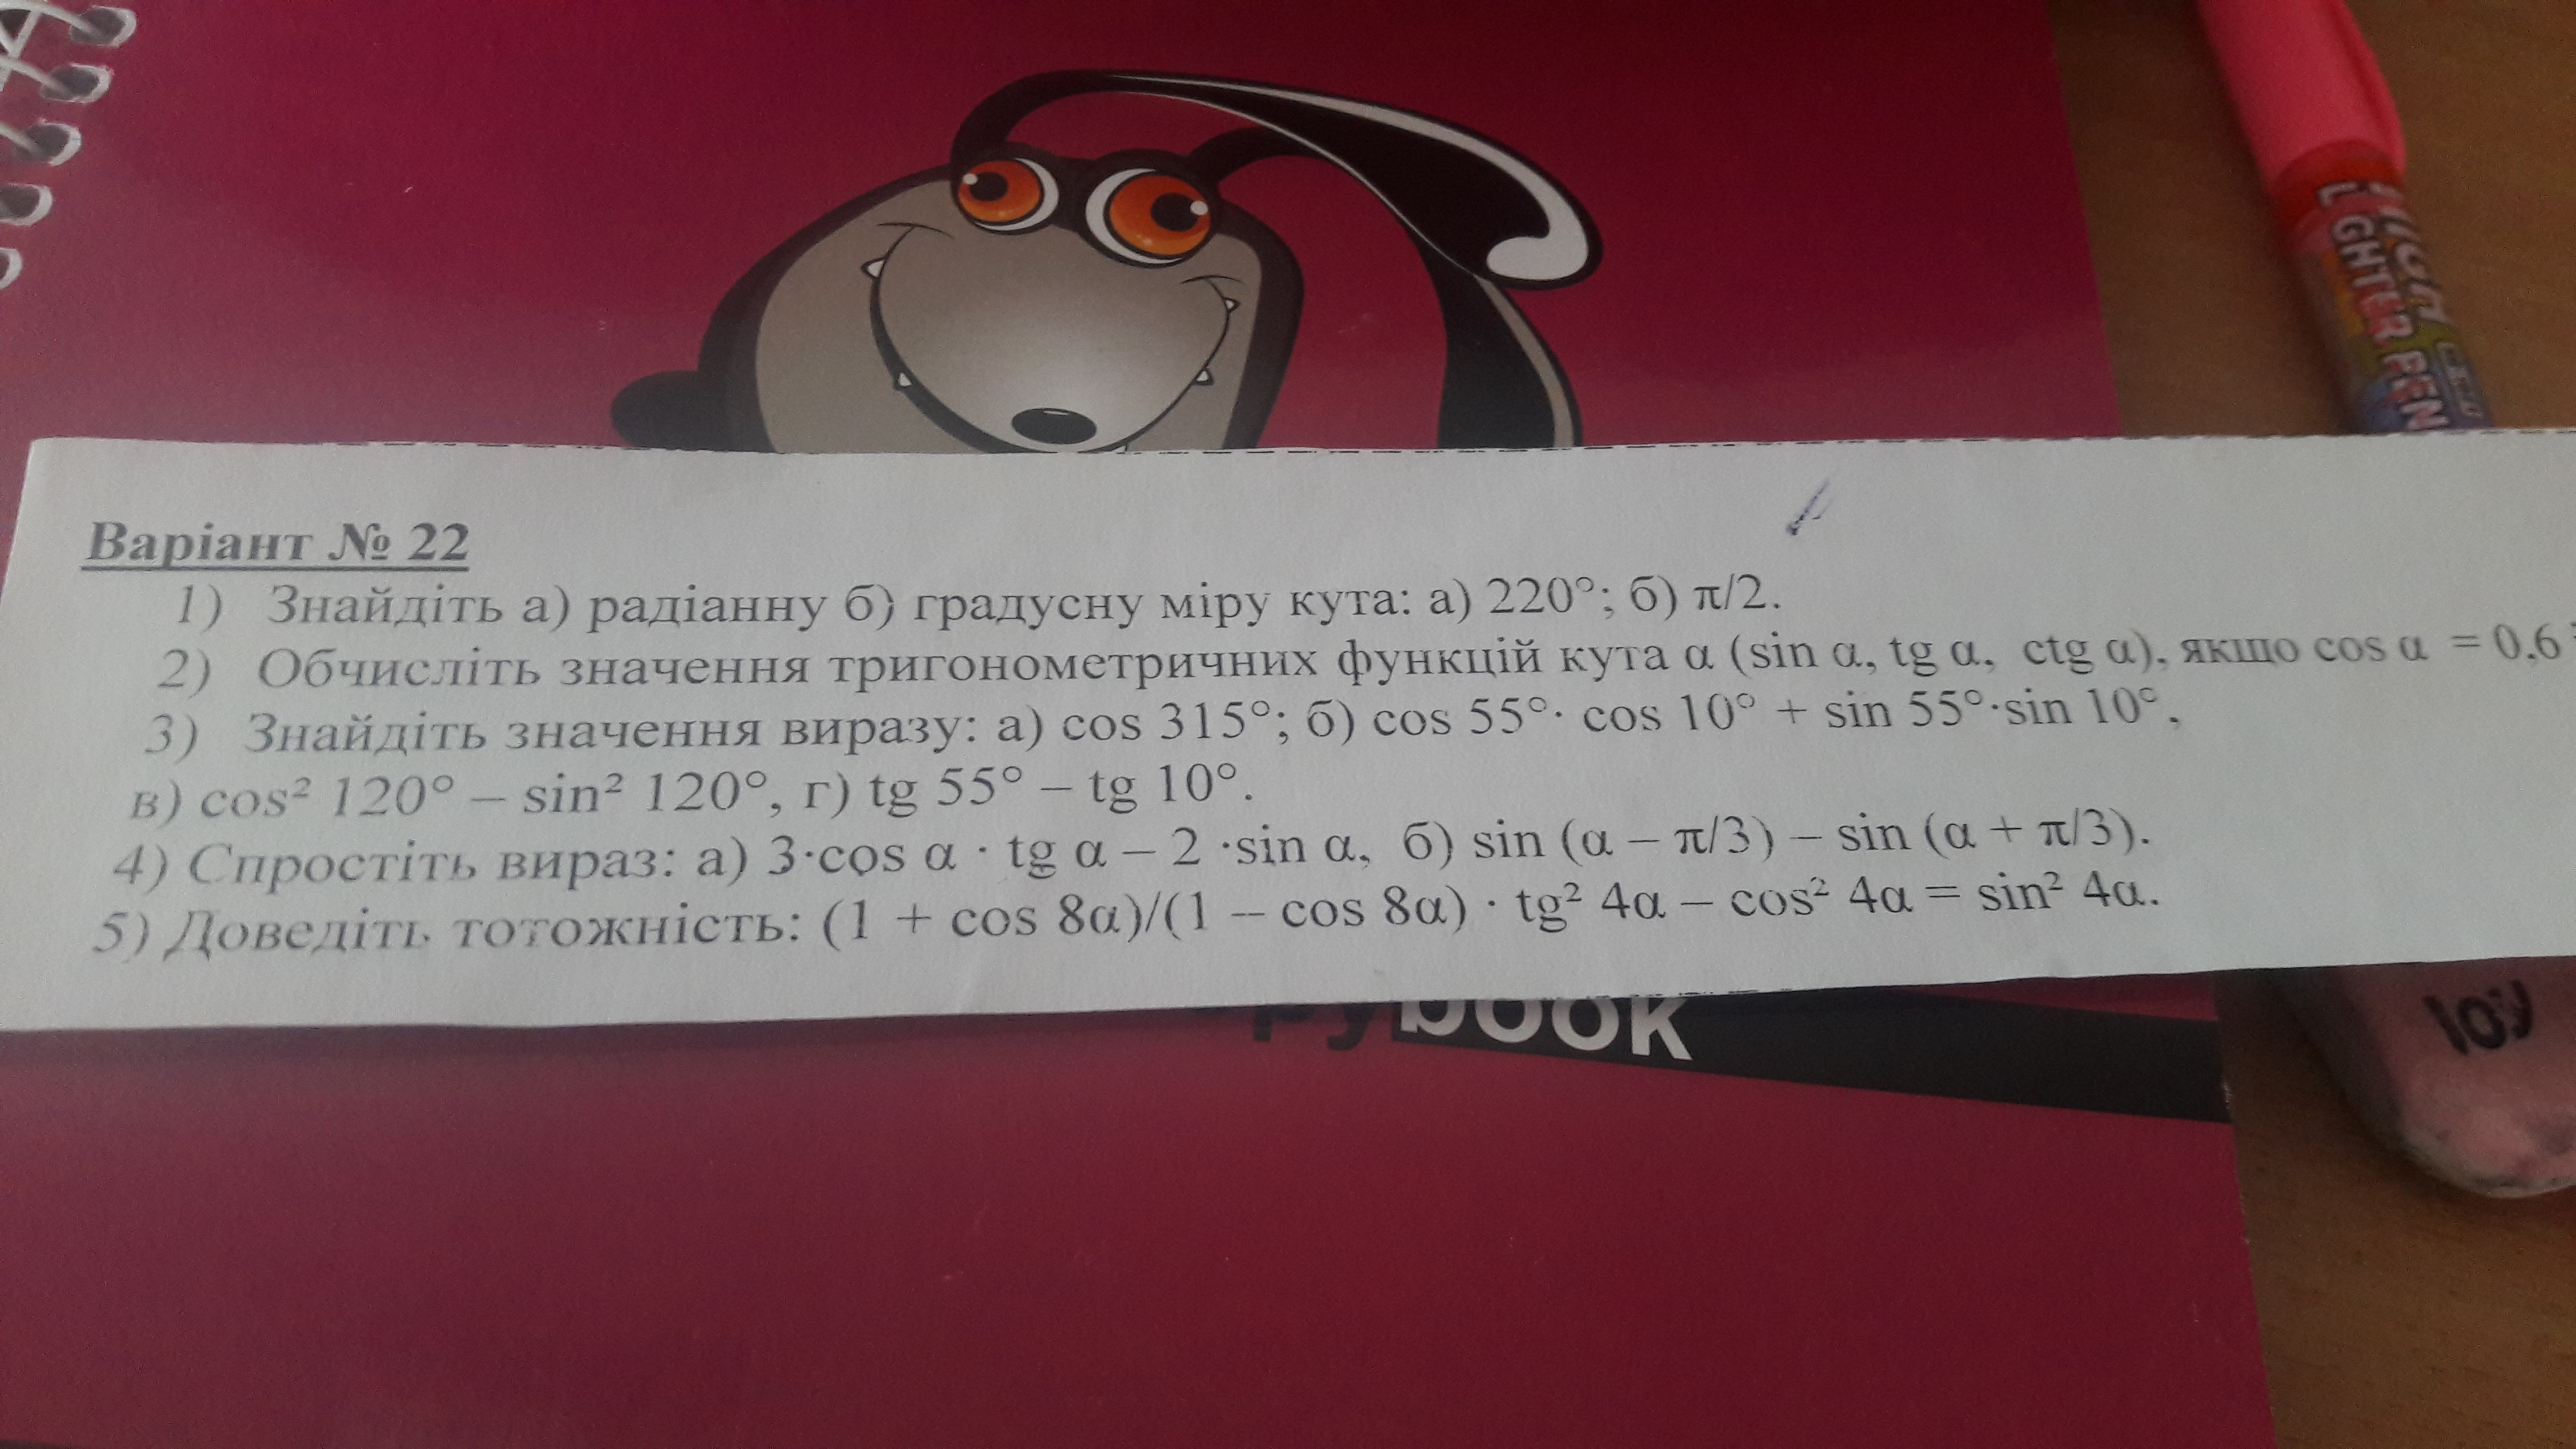 Варіант № 22
1) Знайдіть а) радіанну б) градусну міру кута: а) 220°; б) π/2.
2) Обчисліть значення тригонометричних функцій кута α (sin α, tg α, ctg α), якщо cos α = 0,6
3) Знайдіть значення виразу: а) cos 315°; б) cos 55°· cos 10° + sin 55°·sin 10°,
в) cos² 120° – sin² 120°, г) tg 55° – tg 10°.
4) Спростіть вираз: а) 3·cos α · tg α – 2 ·sin α, б) sin (α – π/3) – sin (α + π/3).
5) Доведіть тотожність: (1 + cos 8α)/(1 – cos 8α) · tg² 4α – cos² 4α = sin² 4α.
book
LIGHTER PEN